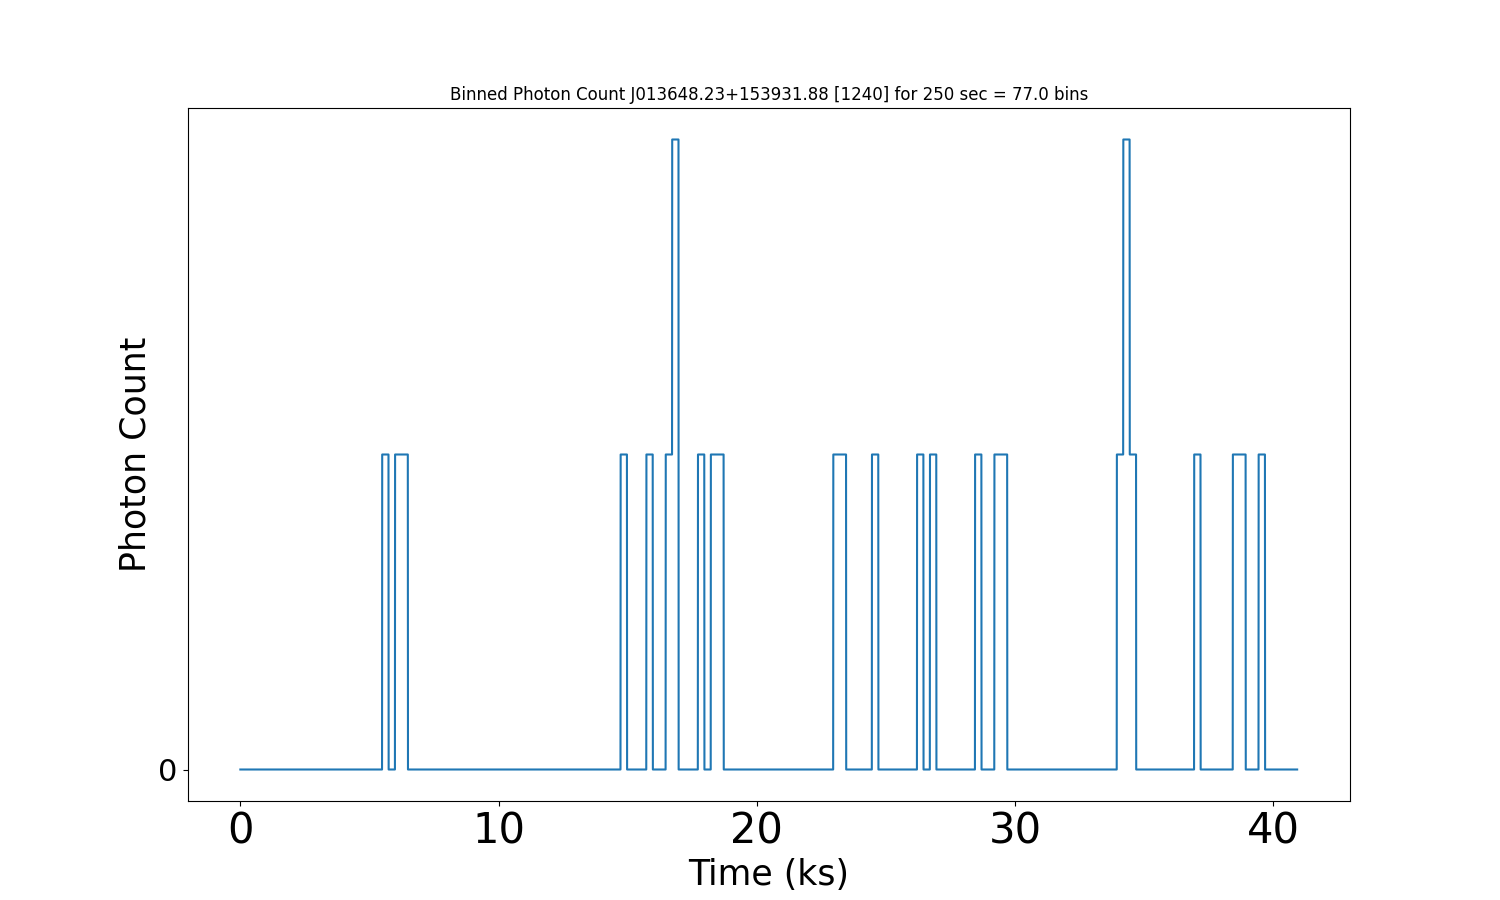 Binned Photon Count J013648.23+153931.88 [1240] for 250 sec = 77.0 bins
Photon Count
0
0 10 20 30 40
Time (ks)